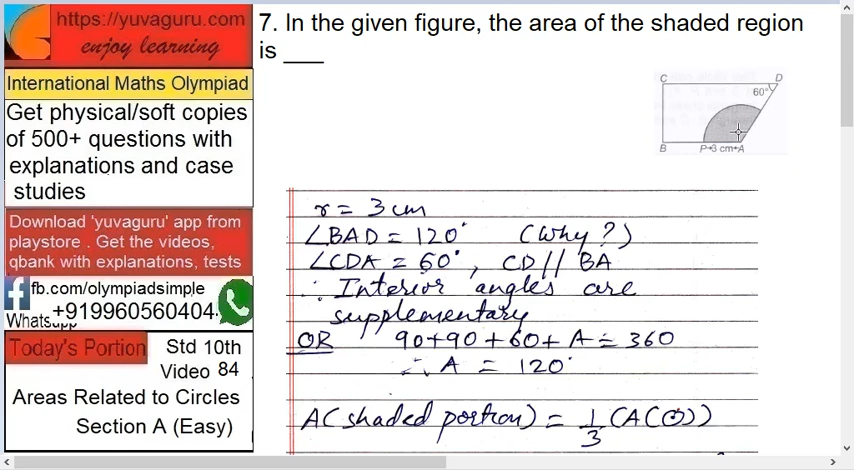 https://yuvaguru.com
enjoy learning
International Maths Olympiad
Get physical/soft copies
of 500+ questions with
explanations and case
studies
Download 'yuvaguru' app from
playstore . Get the videos,
qbank with explanations, tests
fb.com/olympiadsimple
Whatsupp +919960560404.
Today's Portion Std 10th
Video 84
Areas Related to Circles
Section A (Easy)
7. In the given figure, the area of the shaded region
is ___
C D
60°
B P 3 cm A
r = 3 cm
∠BAD = 120° (Why?)
∠CDA = 60°, CD // BA
∴ Interior angles are
supplementary
OR 90+90+60+A = 360
∴ A = 120°
A(shaded portion) = 1/3 (A(⊙))